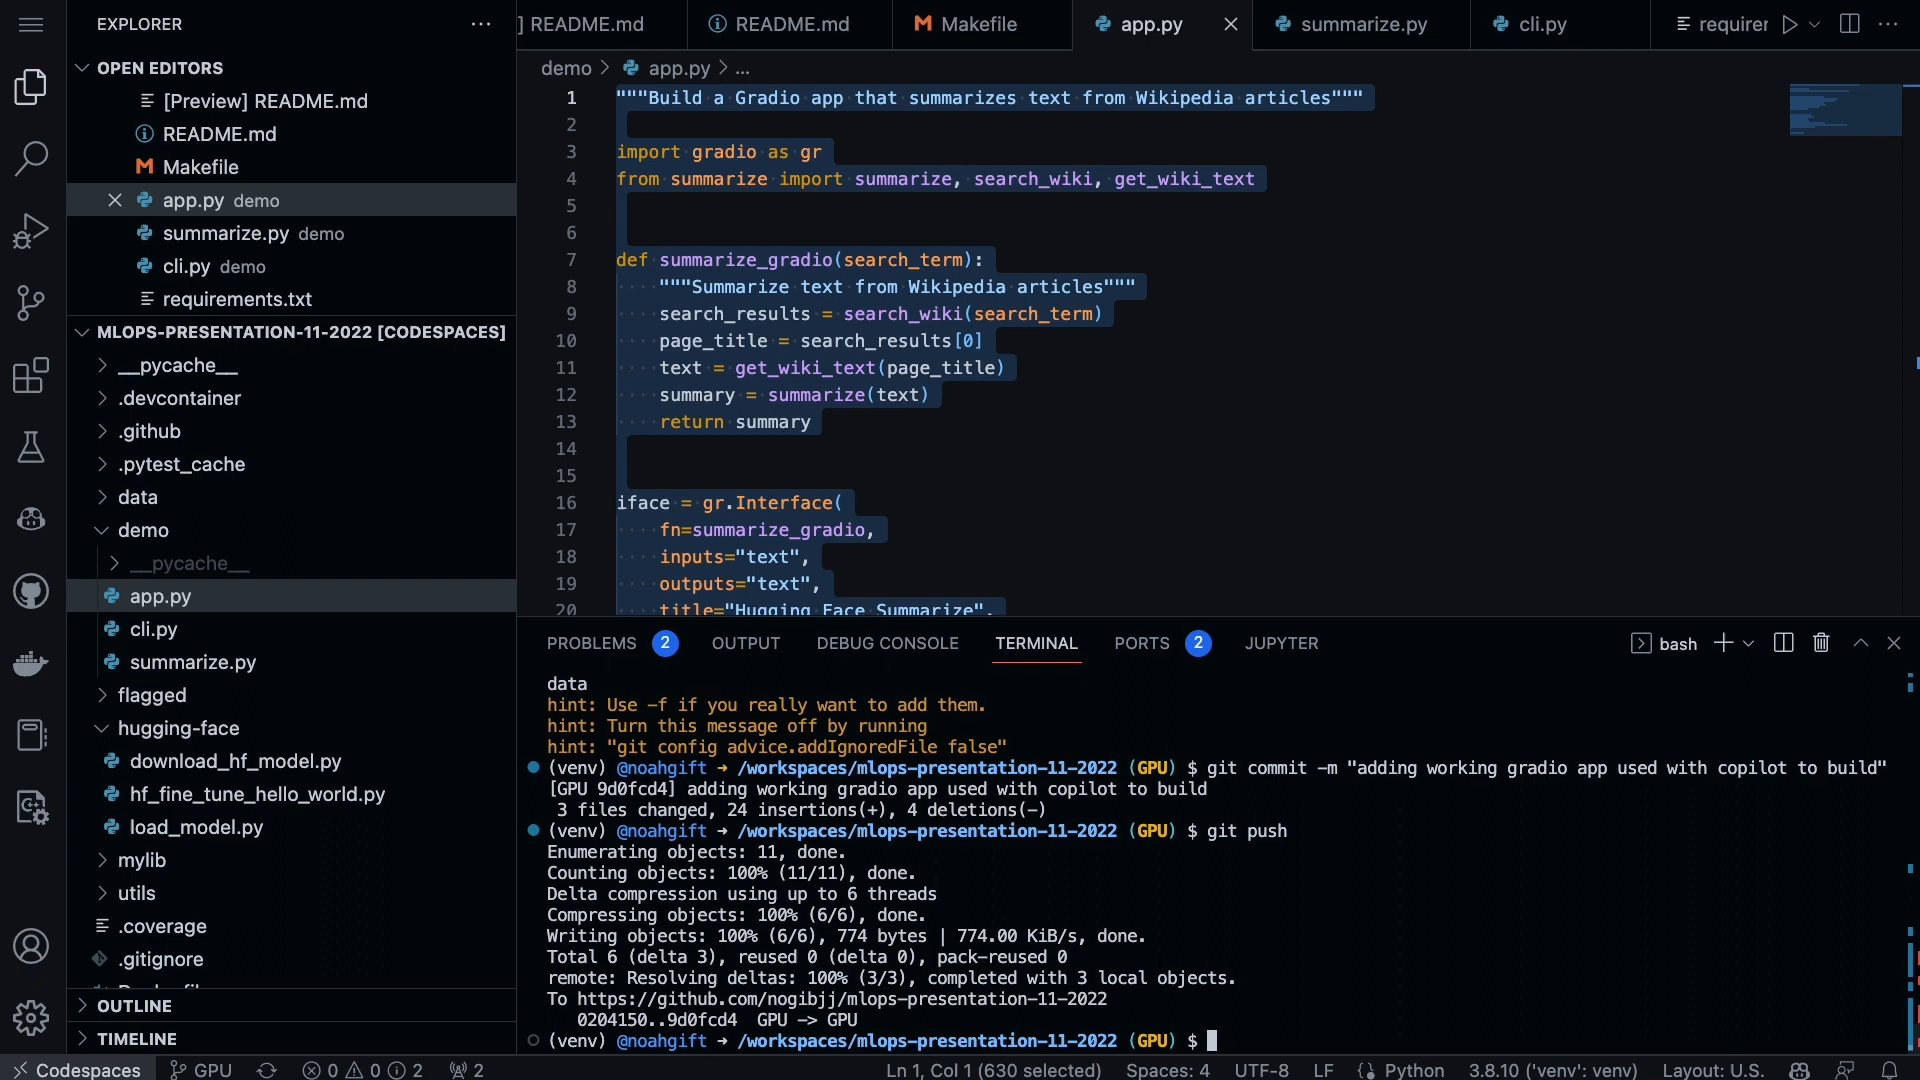 EXPLORER
] README.md
README.md
Makefile
app.py
summarize.py
cli.py
OPEN EDITORS
[Preview] README.md
README.md
Makefile
app.py demo
summarize.py demo
cli.py demo
requirements.txt
MLOPS-PRESENTATION-11-2022 [CODESPACES]
__pycache__
.devcontainer
.github
.pytest_cache
data
demo
__pycache__
app.py
cli.py
summarize.py
flagged
hugging-face
download_hf_model.py
hf_fine_tune_hello_world.py
load_model.py
mylib
utils
.coverage
.gitignore
OUTLINE
TIMELINE
demo > app.py > ...
1 """Build a Gradio app that summarizes text from Wikipedia articles"""
2
3 import gradio as gr
4 from summarize import summarize, search_wiki, get_wiki_text
5
6
7 def summarize_gradio(search_term):
8 """Summarize text from Wikipedia articles"""
9 search_results = search_wiki(search_term)
10 page_title = search_results[0]
11 text = get_wiki_text(page_title)
12 summary = summarize(text)
13 return summary
14
15
16 iface = gr.Interface(
17 fn=summarize_gradio,
18 inputs="text",
19 outputs="text",
20 title="Hugging Face Summarize",
PROBLEMS 2 OUTPUT DEBUG CONSOLE TERMINAL PORTS 2 JUPYTER
bash
data
hint: Use -f if you really want to add them.
hint: Turn this message off by running
hint: "git config advice.addIgnoredFile false"
(venv) @noahgift → /workspaces/mlops-presentation-11-2022 (GPU) $ git commit -m "adding working gradio app used with copilot to build"
[GPU 9d0fcd4] adding working gradio app used with copilot to build
3 files changed, 24 insertions(+), 4 deletions(-)
(venv) @noahgift → /workspaces/mlops-presentation-11-2022 (GPU) $ git push
Enumerating objects: 11, done.
Counting objects: 100% (11/11), done.
Delta compression using up to 6 threads
Compressing objects: 100% (6/6), done.
Writing objects: 100% (6/6), 774 bytes | 774.00 KiB/s, done.
Total 6 (delta 3), reused 0 (delta 0), pack-reused 0
remote: Resolving deltas: 100% (3/3), completed with 3 local objects.
To https://github.com/nogibjj/mlops-presentation-11-2022
0204150..9d0fcd4 GPU -> GPU
(venv) @noahgift → /workspaces/mlops-presentation-11-2022 (GPU) $
Codespaces GPU 0 0 2 2
Ln 1, Col 1 (630 selected) Spaces: 4 UTF-8 LF Python 3.8.10 ('venv': venv) Layout: U.S.